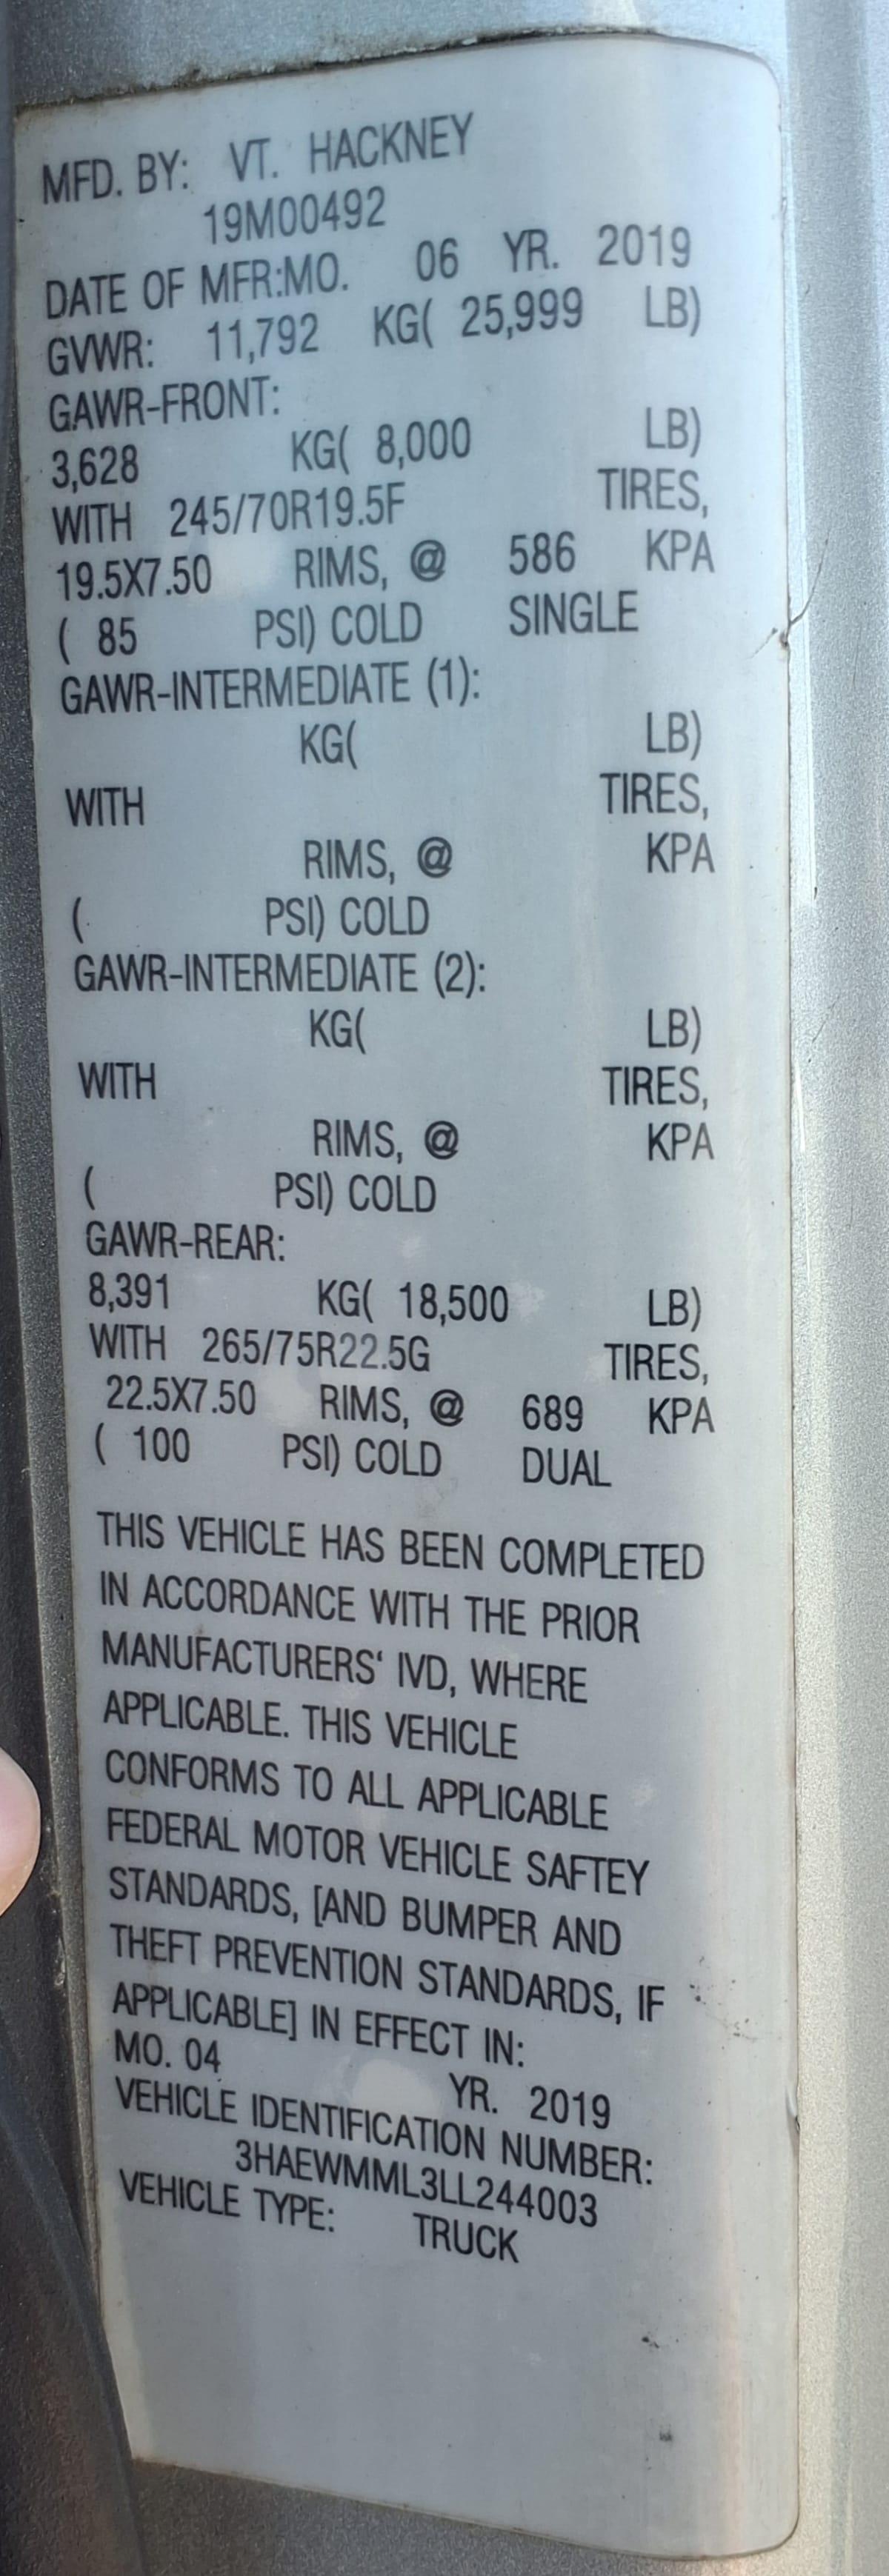 MFD. BY: VT. HACKNEY
19M00492
DATE OF MFR:MO. 06 YR. 2019
GVWR: 11,792 KG( 25,999 LB)
GAWR-FRONT:
3,628 KG( 8,000 LB)
WITH 245/70R19.5F TIRES,
19.5X7.50 RIMS, @ 586 KPA
( 85 PSI) COLD SINGLE
GAWR-INTERMEDIATE (1):
KG( LB)
WITH TIRES,
RIMS, @ KPA
( PSI) COLD
GAWR-INTERMEDIATE (2):
KG( LB)
WITH TIRES,
RIMS, @ KPA
( PSI) COLD
GAWR-REAR:
8,391 KG( 18,500 LB)
WITH 265/75R22.5G TIRES,
22.5X7.50 RIMS, @ 689 KPA
( 100 PSI) COLD DUAL
THIS VEHICLE HAS BEEN COMPLETED
IN ACCORDANCE WITH THE PRIOR
MANUFACTURERS' IVD, WHERE
APPLICABLE. THIS VEHICLE
CONFORMS TO ALL APPLICABLE
FEDERAL MOTOR VEHICLE SAFTEY
STANDARDS, [AND BUMPER AND
THEFT PREVENTION STANDARDS, IF
APPLICABLE] IN EFFECT IN:
MO. 04 YR. 2019
VEHICLE IDENTIFICATION NUMBER:
3HAEWMML3LL244003
VEHICLE TYPE: TRUCK